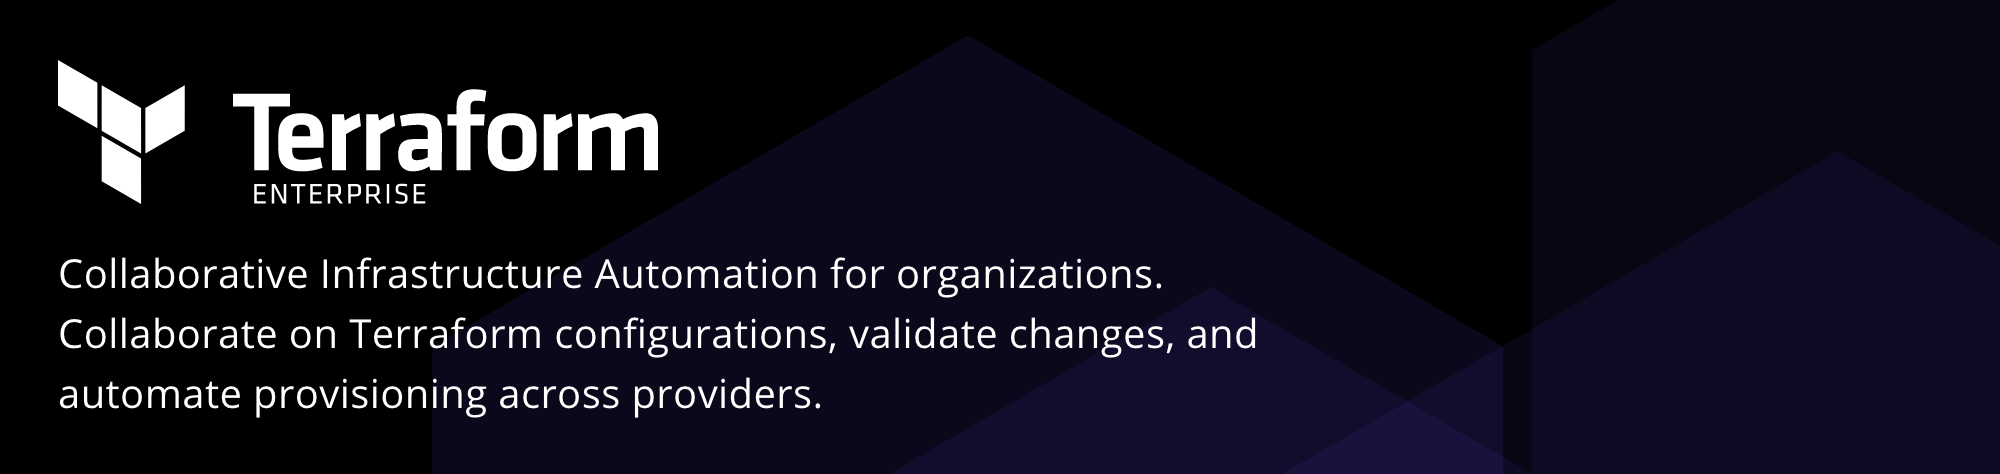 Terraform
ENTERPRISE
Collaborative Infrastructure Automation for organizations.
Collaborate on Terraform configurations, validate changes, and
automate provisioning across providers.